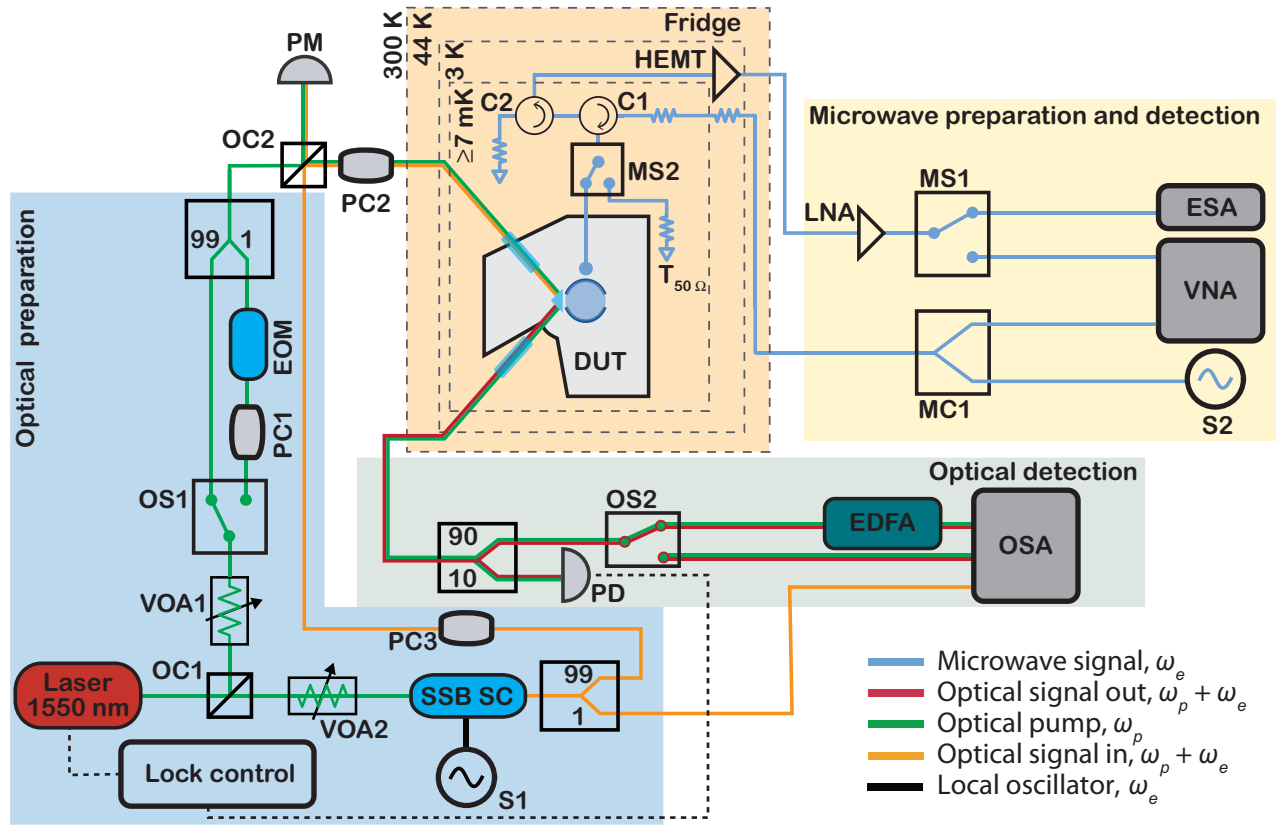 Fridge
300 K
44 K
3 K
≥7 mK
PM
HEMT
C2
C1
OC2
PC2
MS2
T50 Ω
DUT
Microwave preparation and detection
MS1
LNA
ESA
VNA
MC1
S2
Optical preparation
99 1
EOM
PC1
OS1
VOA1
OC1
Laser
1550 nm
VOA2
SSB SC
PC3
99
1
Lock control
S1
Optical detection
OS2
90
10
PD
EDFA
OSA
Microwave signal, ωe
Optical signal out, ωp + ωe
Optical pump, ωp
Optical signal in, ωp + ωe
Local oscillator, ωe